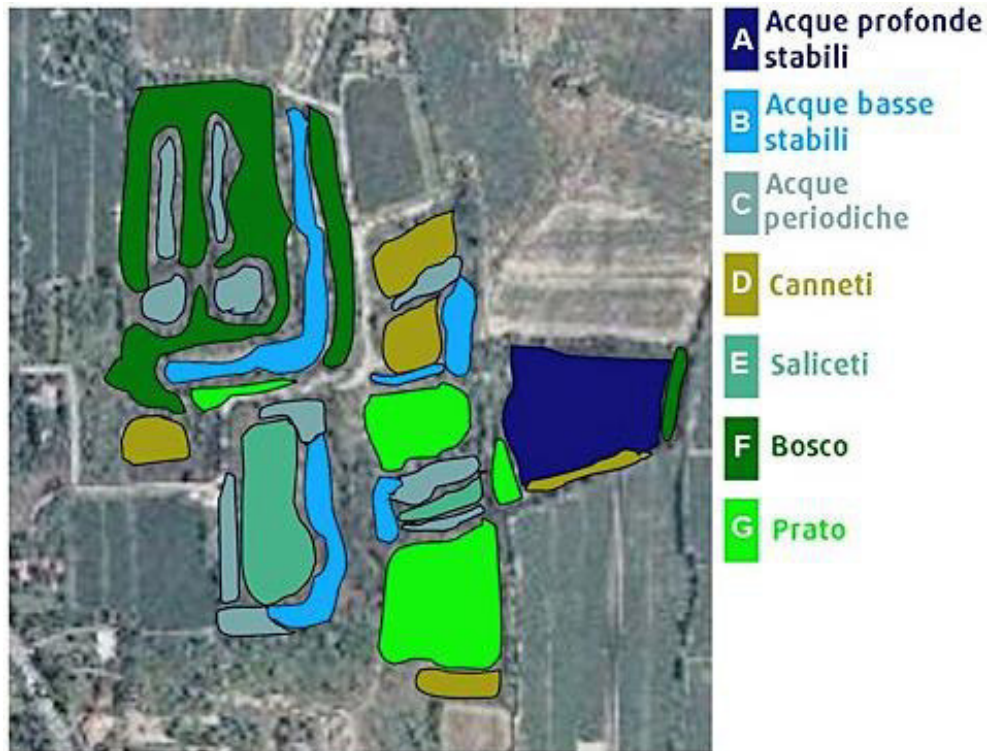 A Acque profonde
stabili
B Acque basse
stabili
C Acque
periodiche
D Canneti
E Saliceti
F Bosco
G Prato